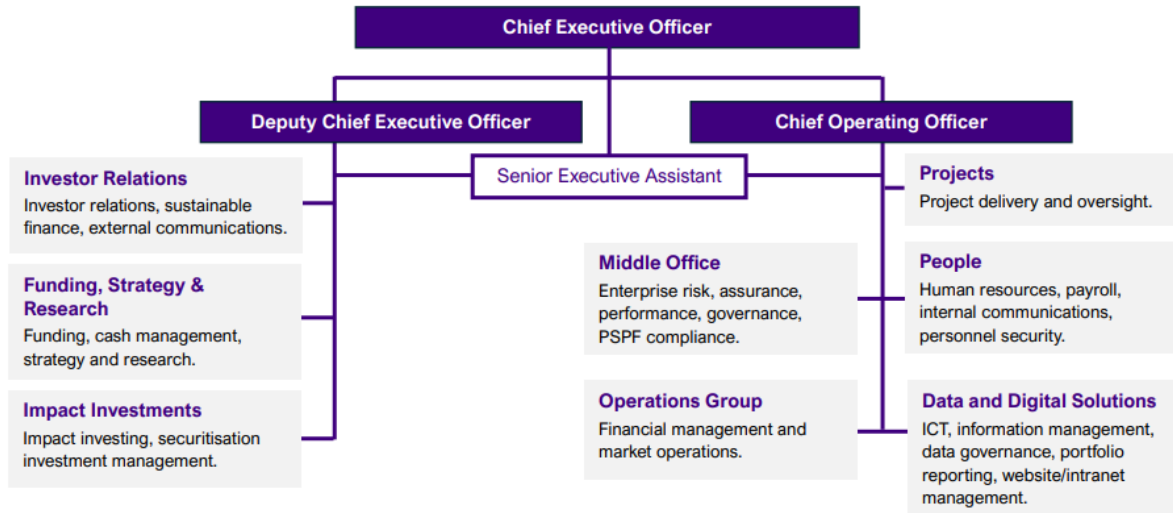 Chief Executive Officer
Deputy Chief Executive Officer
Chief Operating Officer
Senior Executive Assistant
Investor Relations
Investor relations, sustainable
finance, external communications.
Funding, Strategy &
Research
Funding, cash management,
strategy and research.
Impact Investments
Impact investing, securitisation
investment management.
Middle Office
Enterprise risk, assurance,
performance, governance,
PSPF compliance.
Operations Group
Financial management and
market operations.
Projects
Project delivery and oversight.
People
Human resources, payroll,
internal communications,
personnel security.
Data and Digital Solutions
ICT, information management,
data governance, portfolio
reporting, website/intranet
management.